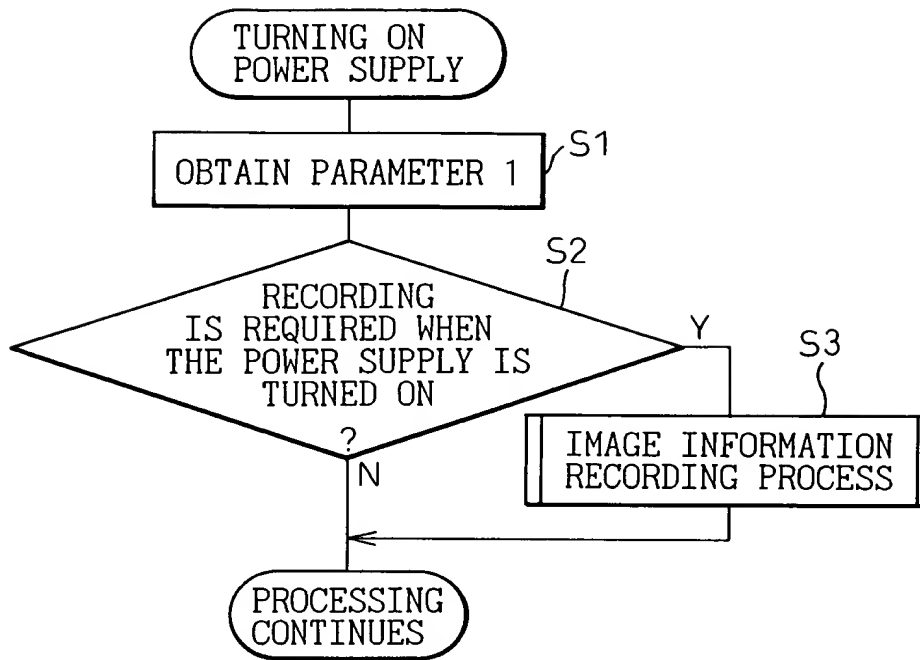 TURNING ON
POWER SUPPLY
OBTAIN PARAMETER 1
S1
S2
RECORDING
IS REQUIRED WHEN
THE POWER SUPPLY IS
TURNED ON
?
Y
N
S3
IMAGE INFORMATION
RECORDING PROCESS
PROCESSING
CONTINUES